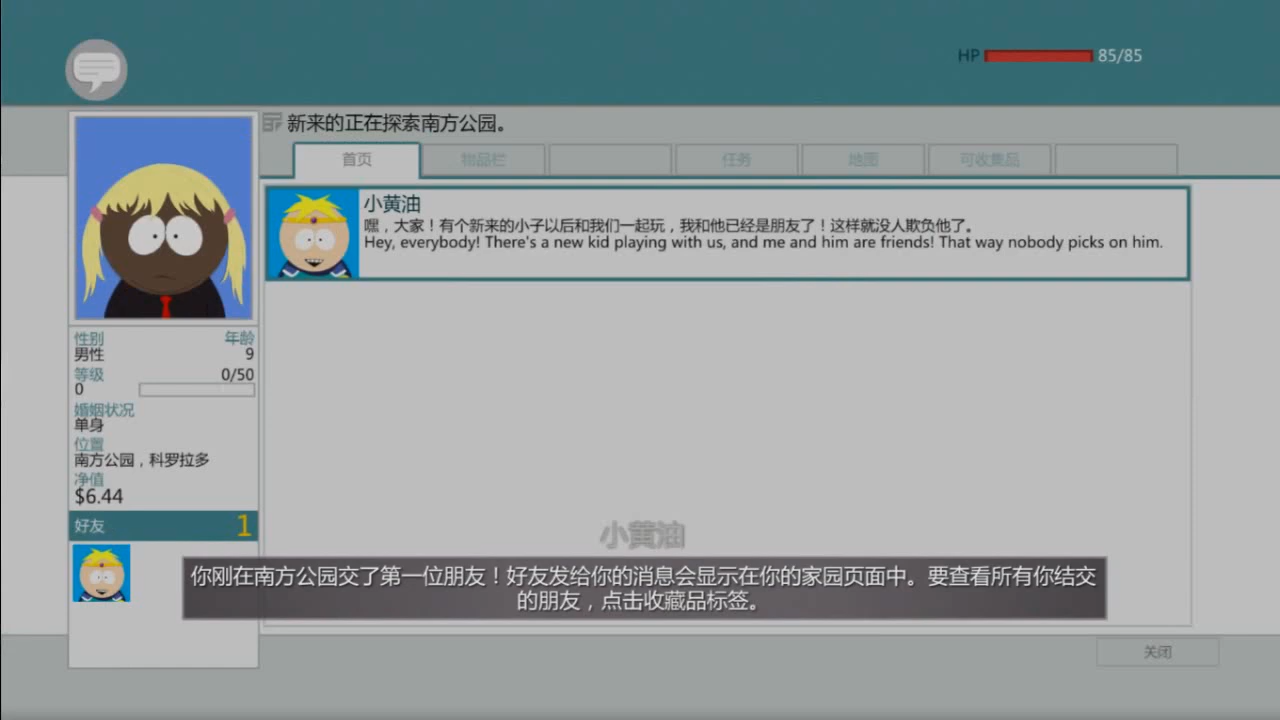 HP 85/85
新来的正在探索南方公园。
首页 物品栏 任务 地图 可收集品
小黄油
嘿，大家！有个新来的小子以后和我们一起玩，我和他已经是朋友了！这样就没人欺负他了。
Hey, everybody! There's a new kid playing with us, and me and him are friends! That way nobody picks on him.
性别 年龄
男性 9
等级 0/50
0
婚姻状况
单身
位置
南方公园，科罗拉多
净值
$6.44
好友 1
小黄油
你刚在南方公园交了第一位朋友！好友发给你的消息会显示在你的家园页面中。要查看所有你结交
的朋友，点击收藏品标签。
关闭